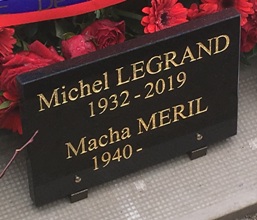 Michel LEGRAND
1932 - 2019
Macha MERIL
1940 -